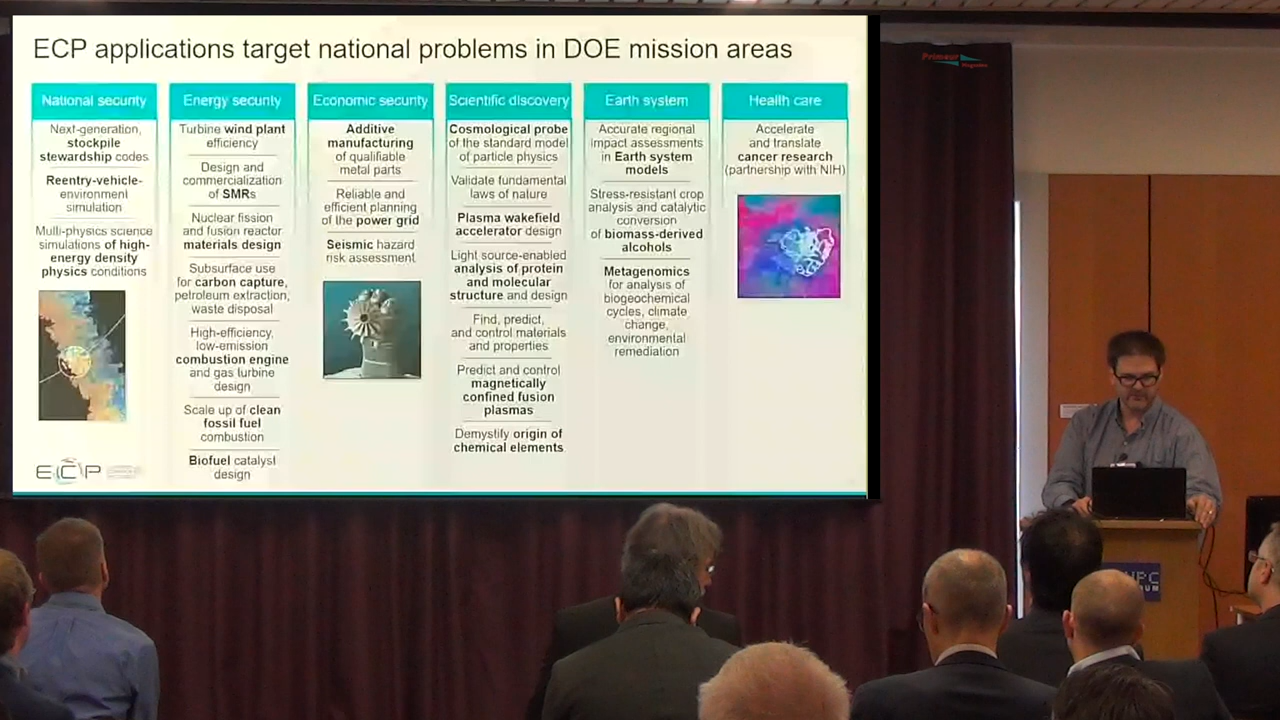 ECP applications target national problems in DOE mission areas
National security
Next-generation,
stockpile
stewardship codes
Reentry-vehicle-
environment
simulation
Multi-physics science
simulations of high-
energy density
physics conditions
Energy security
Turbine wind plant
efficiency
Design and
commercialization
of SMRs
Nuclear fission
and fusion reactor
materials design
Subsurface use
for carbon capture,
petroleum extraction,
waste disposal
High-efficiency,
low-emission
combustion engine
and gas turbine
design
Scale up of clean
fossil fuel
combustion
Biofuel catalyst
design
Economic security
Additive
manufacturing
of qualifiable
metal parts
Reliable and
efficient planning
of the power grid
Seismic hazard
risk assessment
Scientific discovery
Cosmological probe
of the standard model
of particle physics
Validate fundamental
laws of nature
Plasma wakefield
accelerator design
Light source-enabled
analysis of protein
and molecular
structure and design
Find, predict,
and control materials
and properties
Predict and control
magnetically
confined fusion
plasmas
Demystify origin of
chemical elements
Earth system
Accurate regional
impact assessments
in Earth system
models
Stress-resistant crop
analysis and catalytic
conversion
of biomass-derived
alcohols
Metagenomics
for analysis of
biogeochemical
cycles, climate
change,
environmental
remediation
Health care
Accelerate
and translate
cancer research
(partnership with NIH)
ECP
Primeur
Magazine